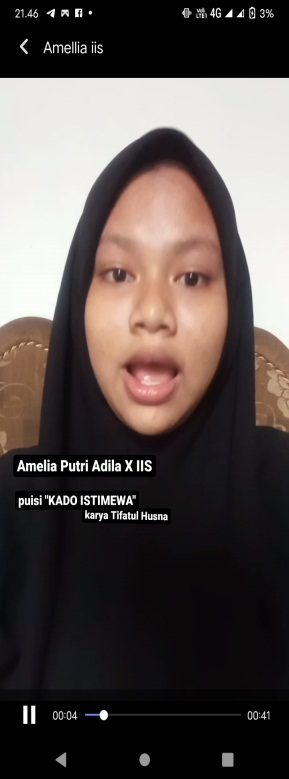 21.46
4G
3%
Amellia iis
Amelia Putri Adila X IIS
puisi "KADO ISTIMEWA"
karya Tifatul Husna
00:04
00:41